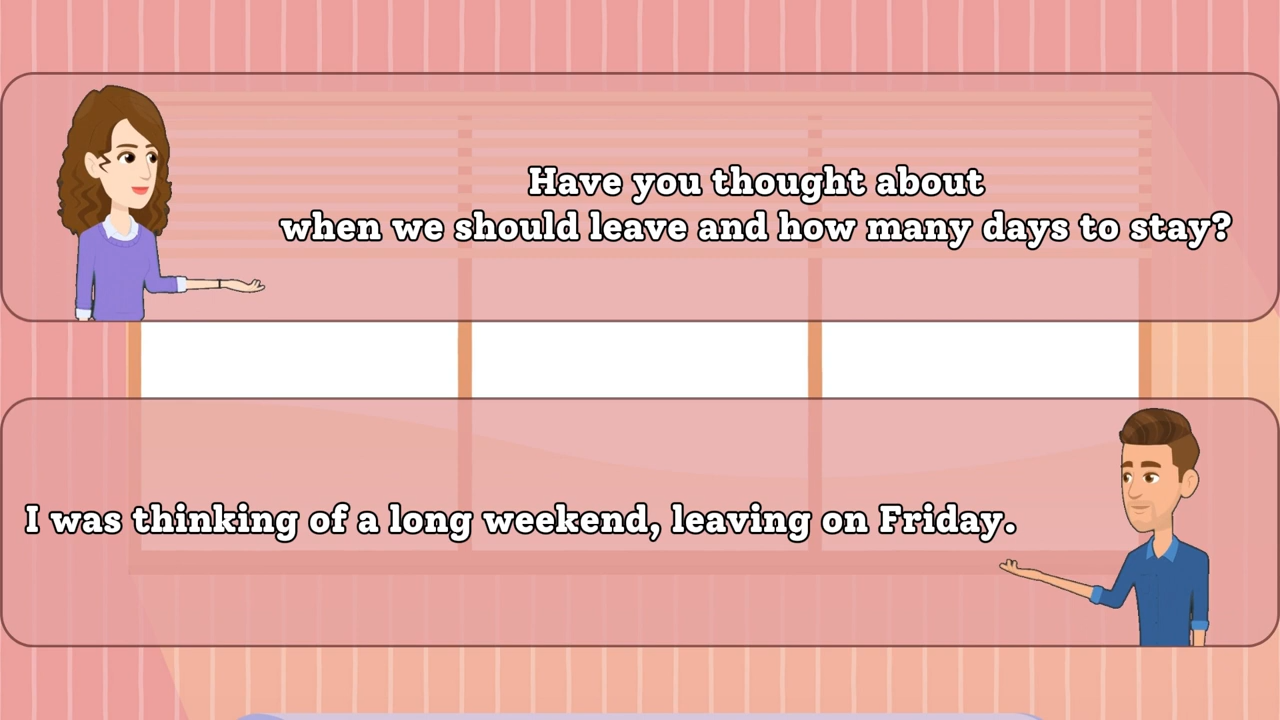 Have you thought about
when we should leave and how many days to stay?
I was thinking of a long weekend, leaving on Friday.